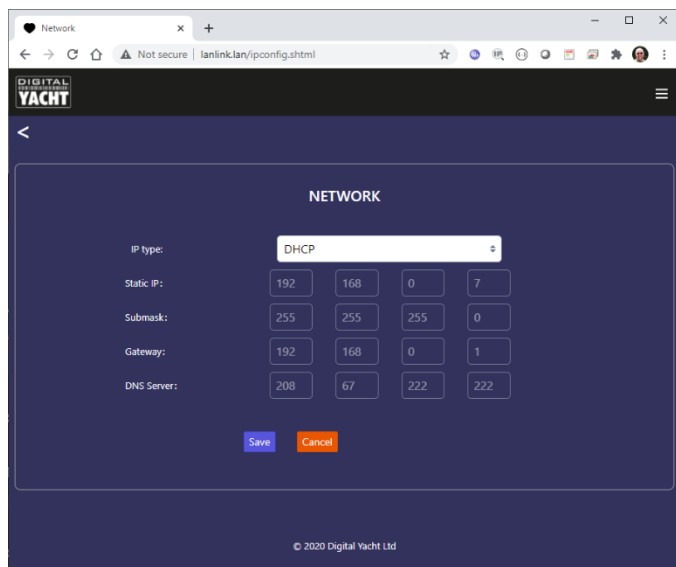 Network
Not secure | lanlink.lan/ipconfig.shtml
DIGITAL
YACHT
<
NETWORK
IP type: DHCP
Static IP: 192 168 0 7
Submask: 255 255 255 0
Gateway: 192 168 0 1
DNS Server: 208 67 222 222
Save Cancel
© 2020 Digital Yacht Ltd